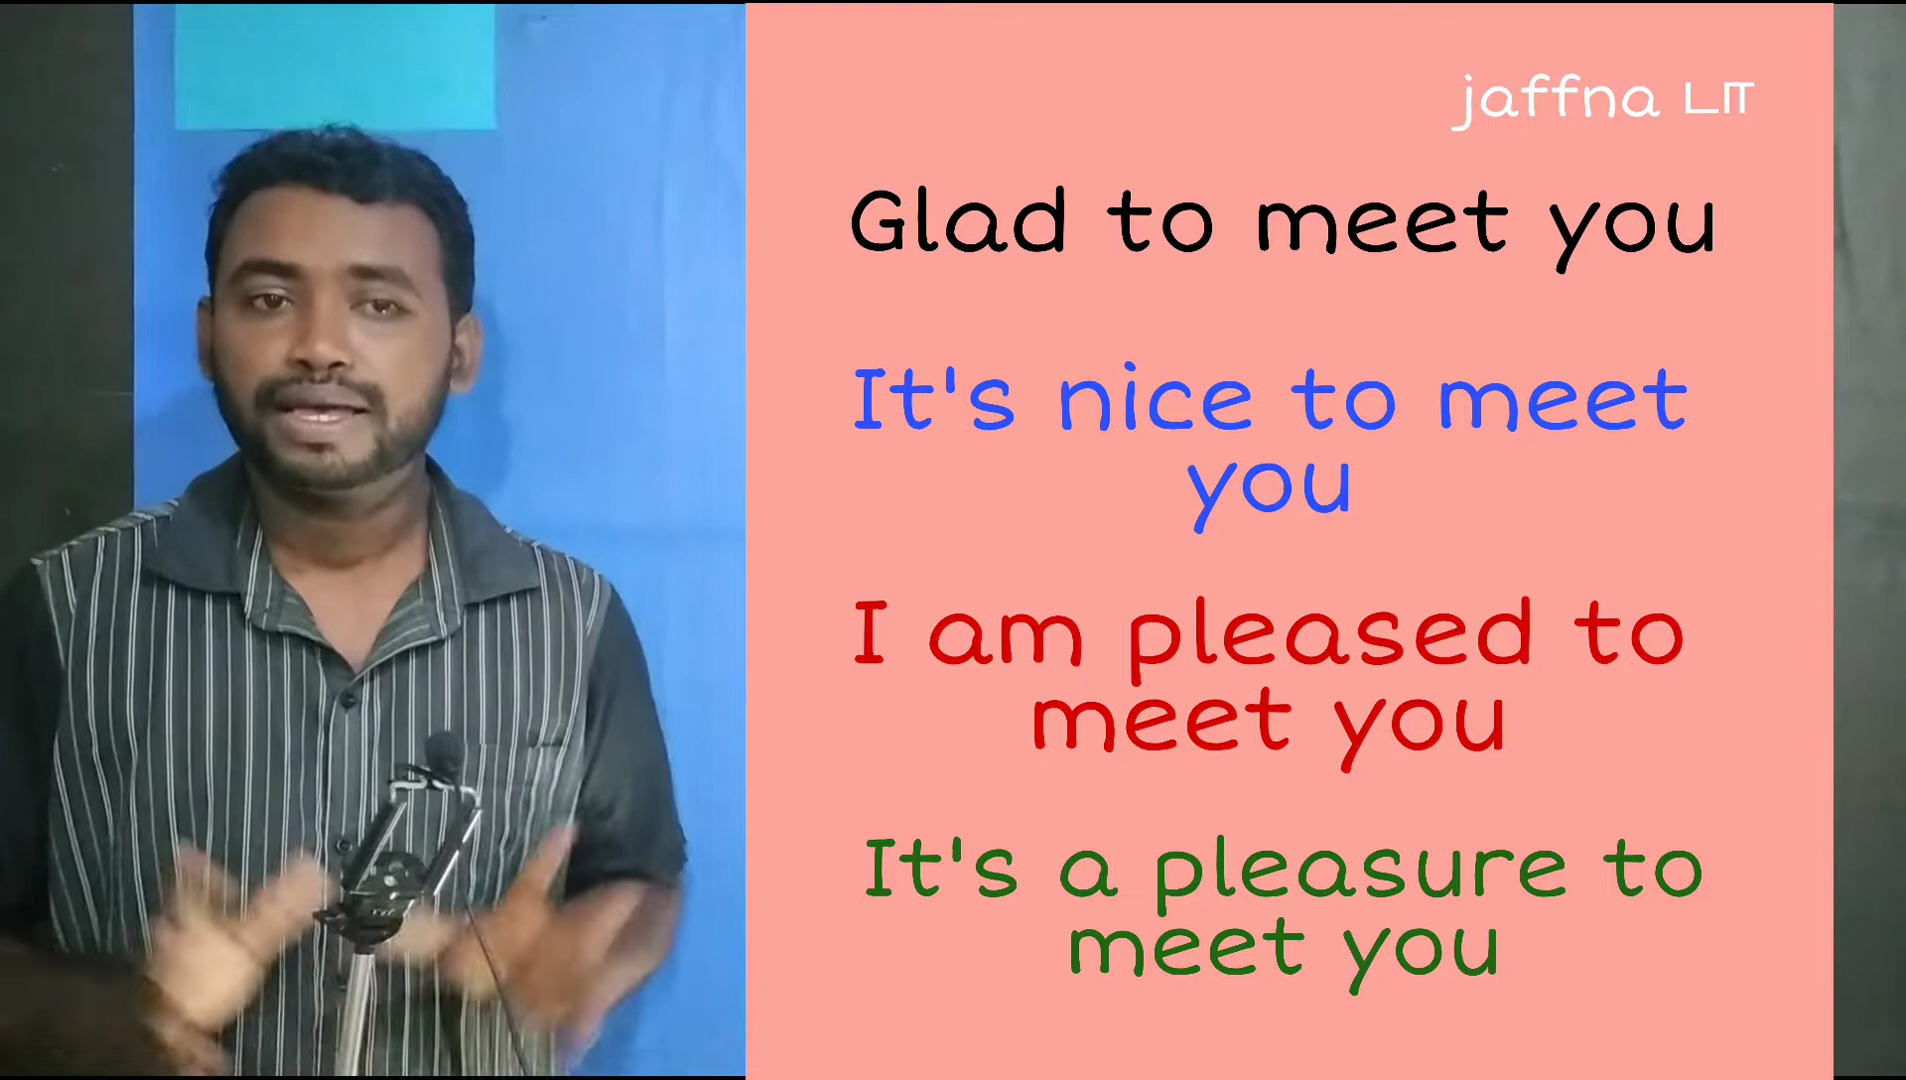 jaffna LIT
Glad to meet you
It's nice to meet
you
I am pleased to
meet you
It's a pleasure to
meet you